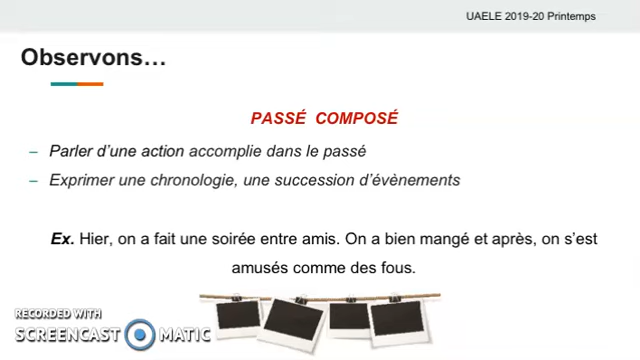 UAELE 2019-20 Printemps
Observons…
PASSÉ COMPOSÉ
– Parler d'une action accomplie dans le passé
– Exprimer une chronologie, une succession d'évènements
Ex. Hier, on a fait une soirée entre amis. On a bien mangé et après, on s'est
amusés comme des fous.
RECORDED WITH
SCREENCAST MATIC